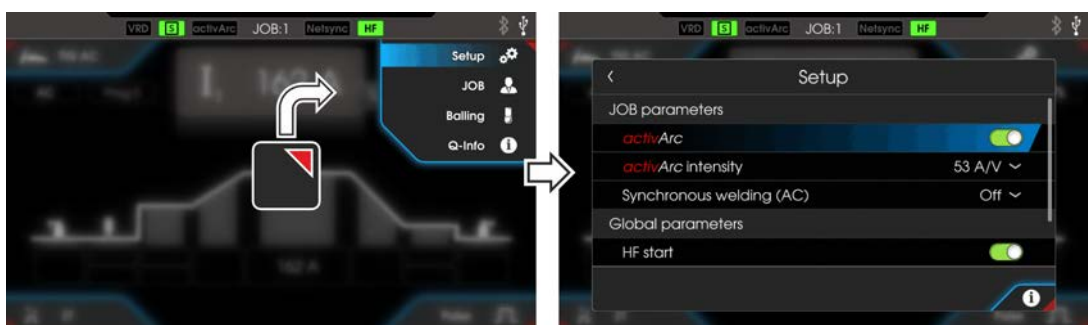 VRD S activArc JOB:1 Netsync HF
Setup
JOB
Balling
Q-Info
162 A
VRD S activArc JOB:1 Netsync HF
Setup
JOB parameters
activArc
activArc intensity 53 A/V
Synchronous welding (AC) Off
Global parameters
HF start